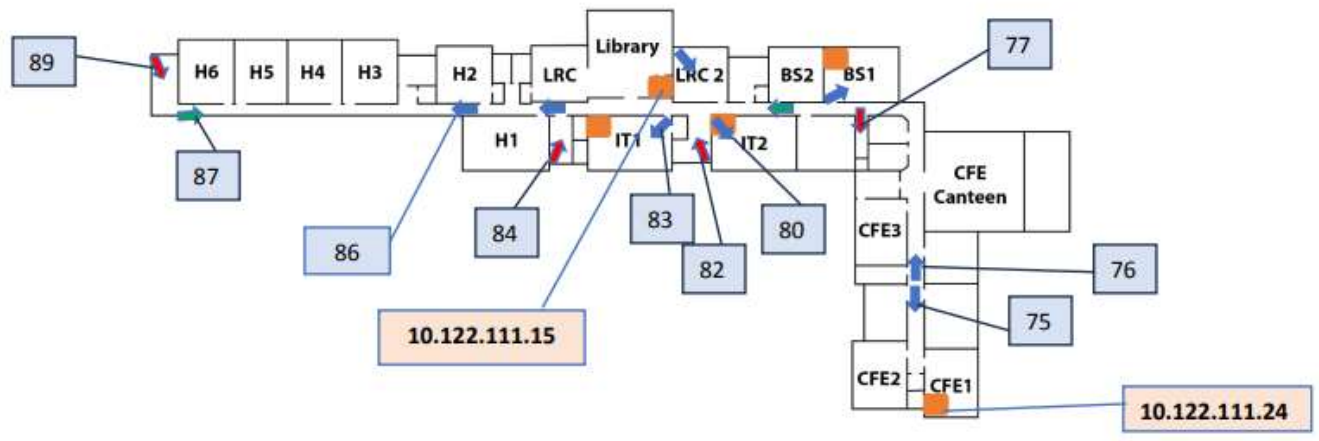 89
H6
H5
H4
H3
H2
LRC
Library
LRC 2
BS2
BS1
77
87
H1
IT1
IT2
CFE
Canteen
86
84
83
82
80
CFE3
76
75
10.122.111.15
CFE2
CFE1
10.122.111.24